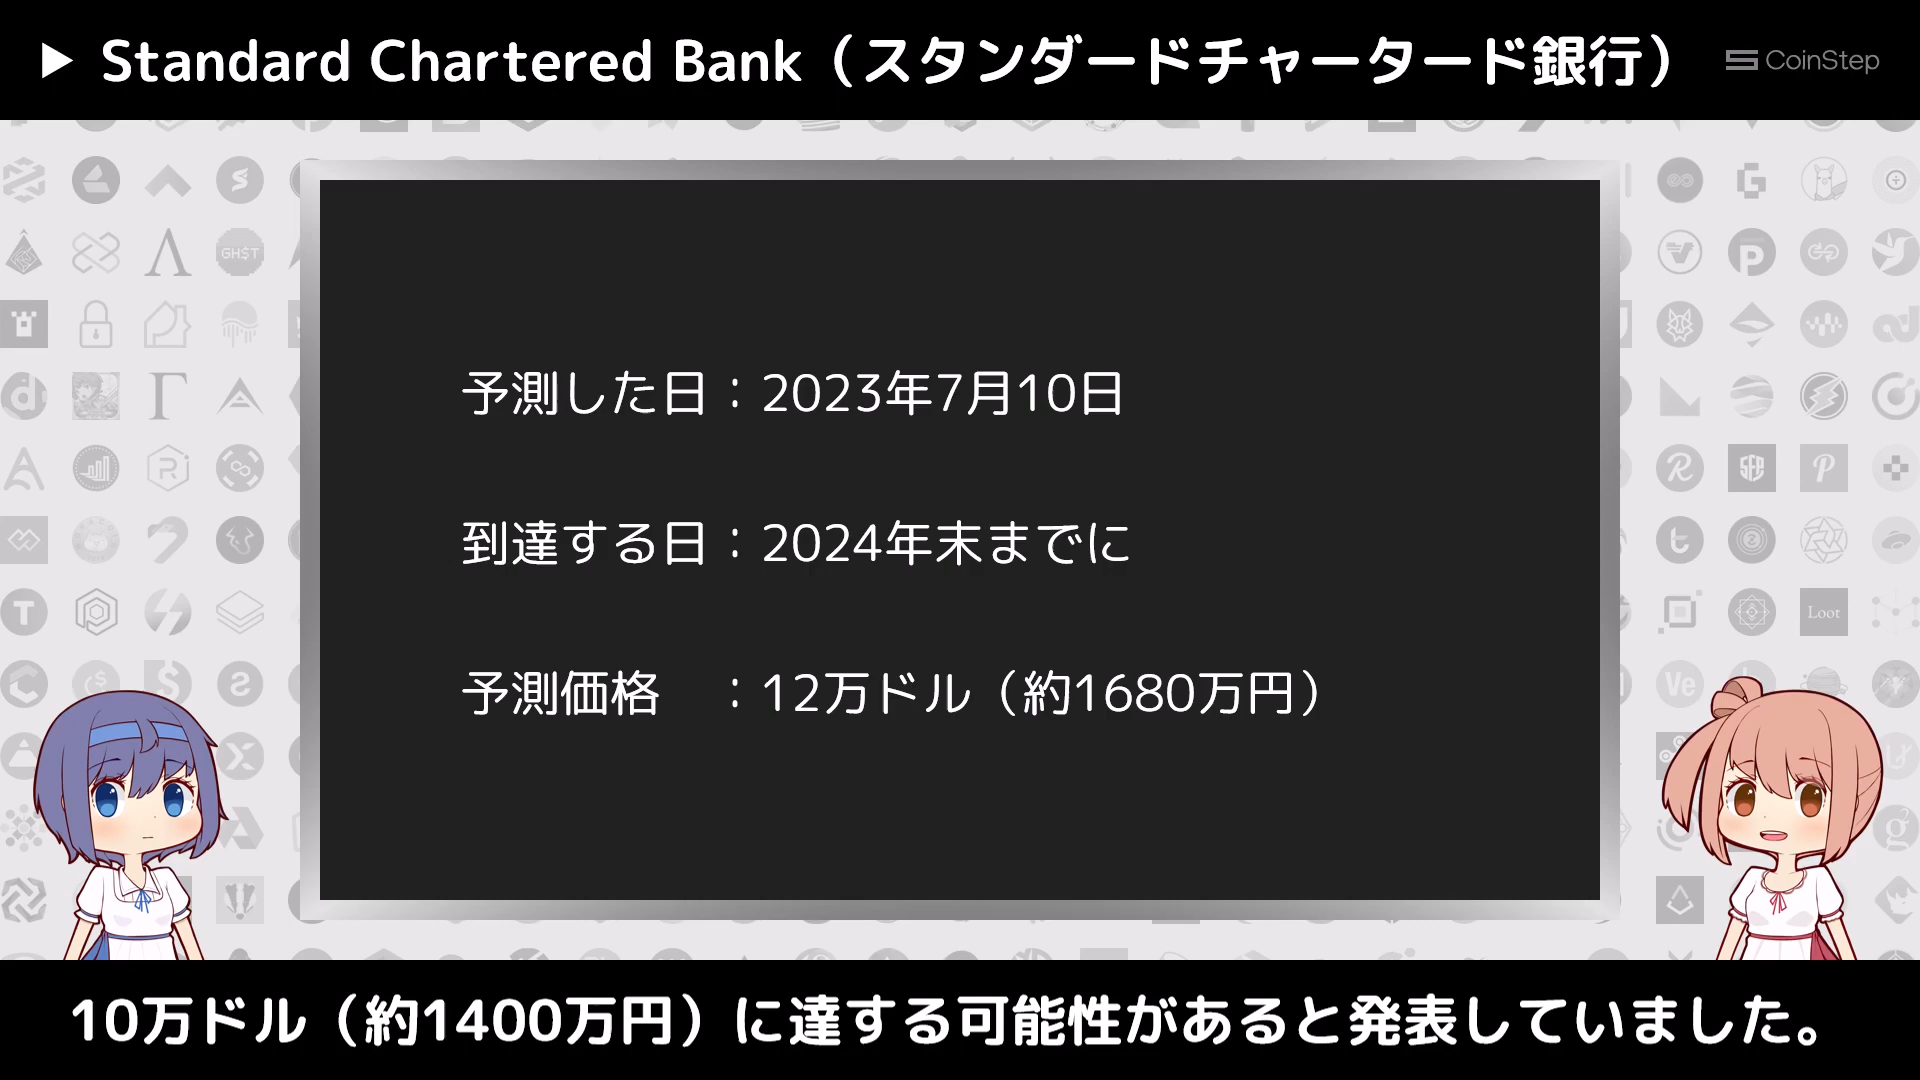 Standard Chartered Bank（スタンダードチャータード銀行）
CoinStep
予測した日：2023年7月10日
到達する日：2024年末までに
予測価格　：12万ドル（約1680万円）
GH$T
Loot
Ve
10万ドル（約1400万円）に達する可能性があると発表していました。